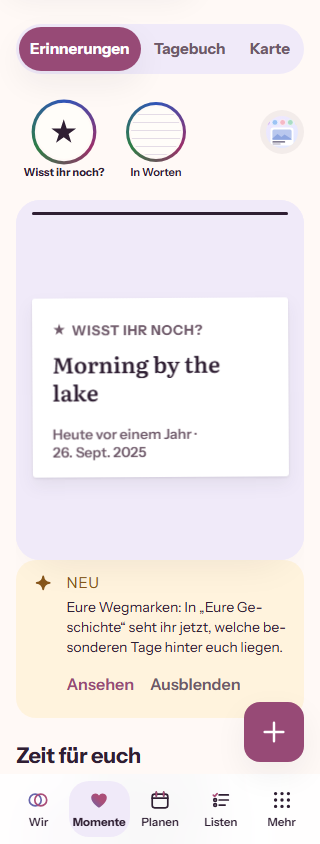 Erinnerungen Tagebuch Karte
Wisst ihr noch? In Worten
★ WISST IHR NOCH?
Morning by the
lake
Heute vor einem Jahr ·
26. Sept. 2025
NEU
Eure Wegmarken: In „Eure Ge-
schichte“ seht ihr jetzt, welche be-
sonderen Tage hinter euch liegen.
Ansehen Ausblenden
Zeit für euch
Wir Momente Planen Listen Mehr